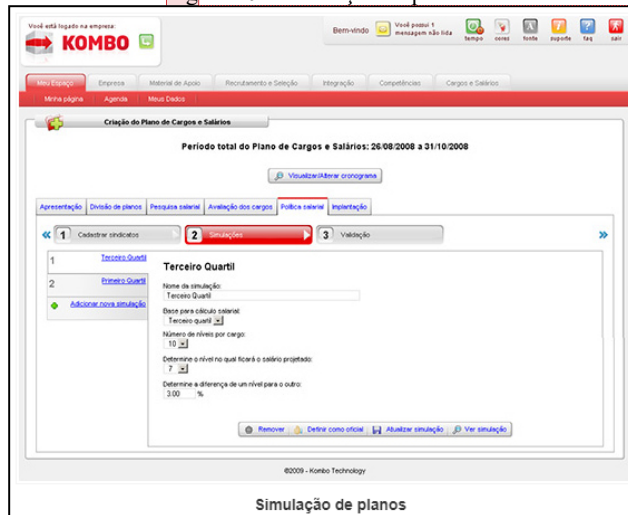 Você está logado na empresa:
KOMBO
Bem-vindo
Você possui 1
mensagem não lida
tempo cores fonte suporte faq sair
Meu Espaço Empresa Material de Apoio Recrutamento e Seleção Integração Competências Cargos e Salários
Minha página Agenda Meus Dados
Criação do Plano de Cargos e Salários
Período total do Plano de Cargos e Salários: 26/08/2008 a 31/10/2008
Visualizar/Alterar cronograma
Apresentação Divisão de planos Pesquisa salarial Avaliação dos cargos Política salarial Implantação
1 Cadastrar sindicatos 2 Simulações 3 Validação
1 Terceiro Quartil
2 Primeiro Quartil
Adicionar nova simulação
Terceiro Quartil
Nome da simulação:
Terceiro Quartil
Base para cálculo salarial:
Terceiro quartil
Número de níveis por cargo:
10
Determine o nível no qual ficará o salário projetado:
7
Determine a diferença de um nível para o outro:
3.00 %
Remover Definir como oficial Atualizar simulação Ver simulação
©2009 - Kombo Technology
Simulação de planos